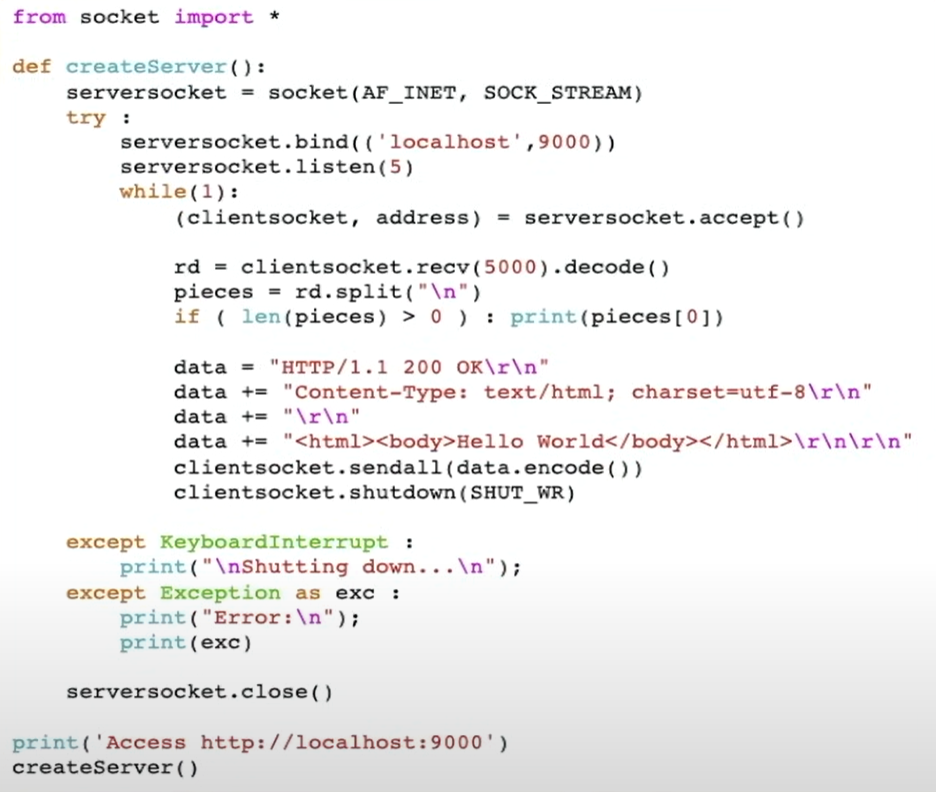 from socket import *
def createServer():
    serversocket = socket(AF_INET, SOCK_STREAM)
    try :
        serversocket.bind(('localhost',9000))
        serversocket.listen(5)
        while(1):
            (clientsocket, address) = serversocket.accept()
            rd = clientsocket.recv(5000).decode()
            pieces = rd.split("\n")
            if ( len(pieces) > 0 ) : print(pieces[0])
            data = "HTTP/1.1 200 OK\r\n"
            data += "Content-Type: text/html; charset=utf-8\r\n"
            data += "\r\n"
            data += "<html><body>Hello World</body></html>\r\n\r\n"
            clientsocket.sendall(data.encode())
            clientsocket.shutdown(SHUT_WR)
    except KeyboardInterrupt :
        print("\nShutting down...\n");
    except Exception as exc :
        print("Error:\n");
        print(exc)
    serversocket.close()
print('Access http://localhost:9000')
createServer()